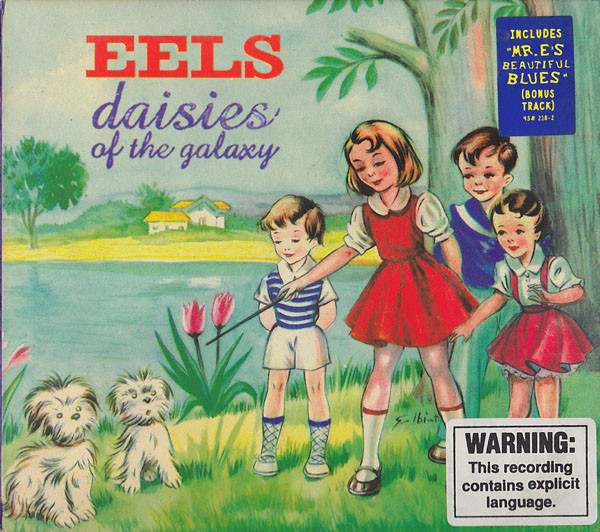 EELS
daisies
of the galaxy
INCLUDES
"MR.E'S
BEAUTIFUL
BLUES"
(BONUS
TRACK)
WARNING:
This recording
contains explicit
language.